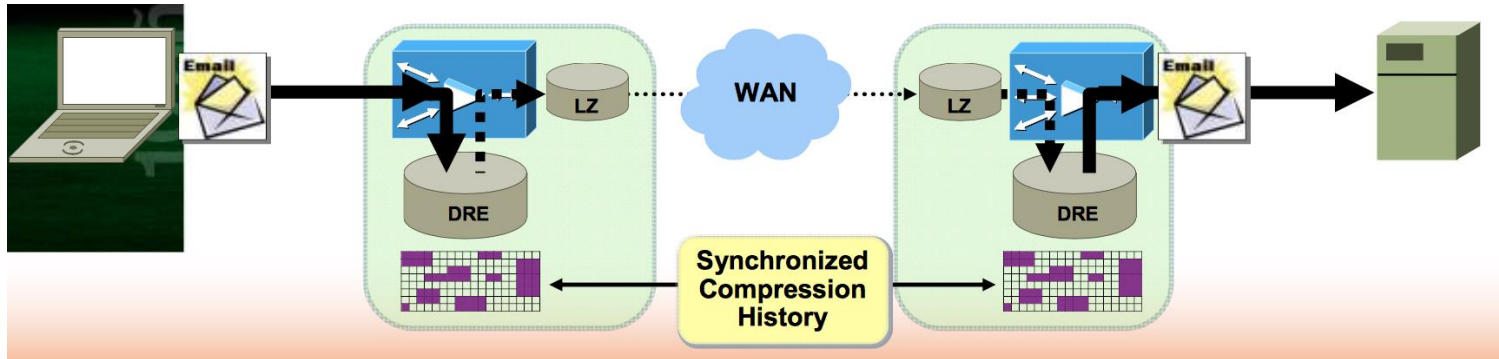 Email
LZ
WAN
LZ
Email
DRE
DRE
Synchronized
Compression
History